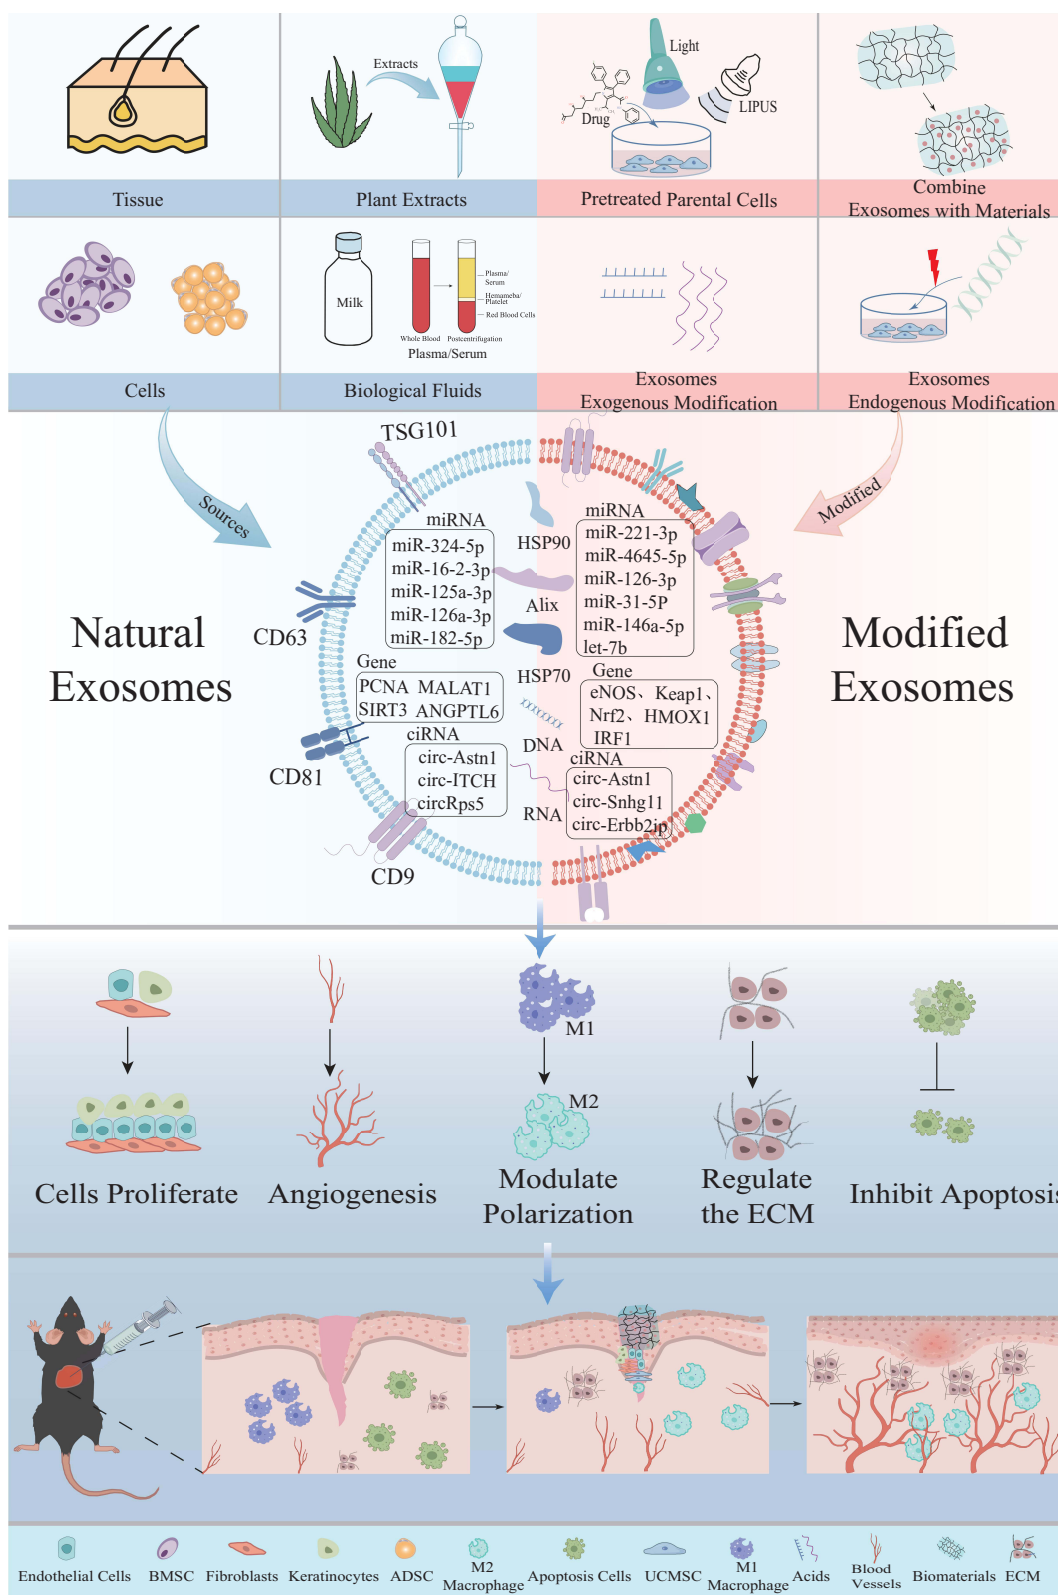 Extracts
Light
LIPUS
Drug
Tissue
Plant Extracts
Pretreated Parental Cells
Combine
Exosomes with Materials
Milk
Plasma/
Serum
Hemameba/
Platelet
Red Blood Cells
Whole Blood
Postcentrifugation
Plasma/Serum
Cells
Biological Fluids
Exosomes
Exogenous Modification
Exosomes
Endogenous Modification
Sources
Modified
TSG101
CD63
CD81
CD9
Natural
Exosomes
Modified
Exosomes
miRNA
miR-324-5p
miR-16-2-3p
miR-125a-3p
miR-126a-3p
miR-182-5p
Gene
PCNA MALAT1
SIRT3 ANGPTL6
ciRNA
circ-Astn1
circ-ITCH
circRps5
HSP90
Alix
HSP70
DNA
RNA
miRNA
miR-221-3p
miR-4645-5p
miR-126-3p
miR-31-5P
miR-146a-5p
let-7b
Gene
eNOS、Keap1、
Nrf2、HMOX1
IRF1
ciRNA
circ-Astn1
circ-Snhg11
circ-Erbb2ip
M1
M2
Cells Proliferate
Angiogenesis
Modulate
Polarization
Regulate
the ECM
Inhibit Apoptosis
Endothelial Cells
BMSC
Fibroblasts
Keratinocytes
ADSC
M2
Macrophage
Apoptosis Cells
UCMSC
M1
Macrophage
Acids
Blood
Vessels
Biomaterials
ECM